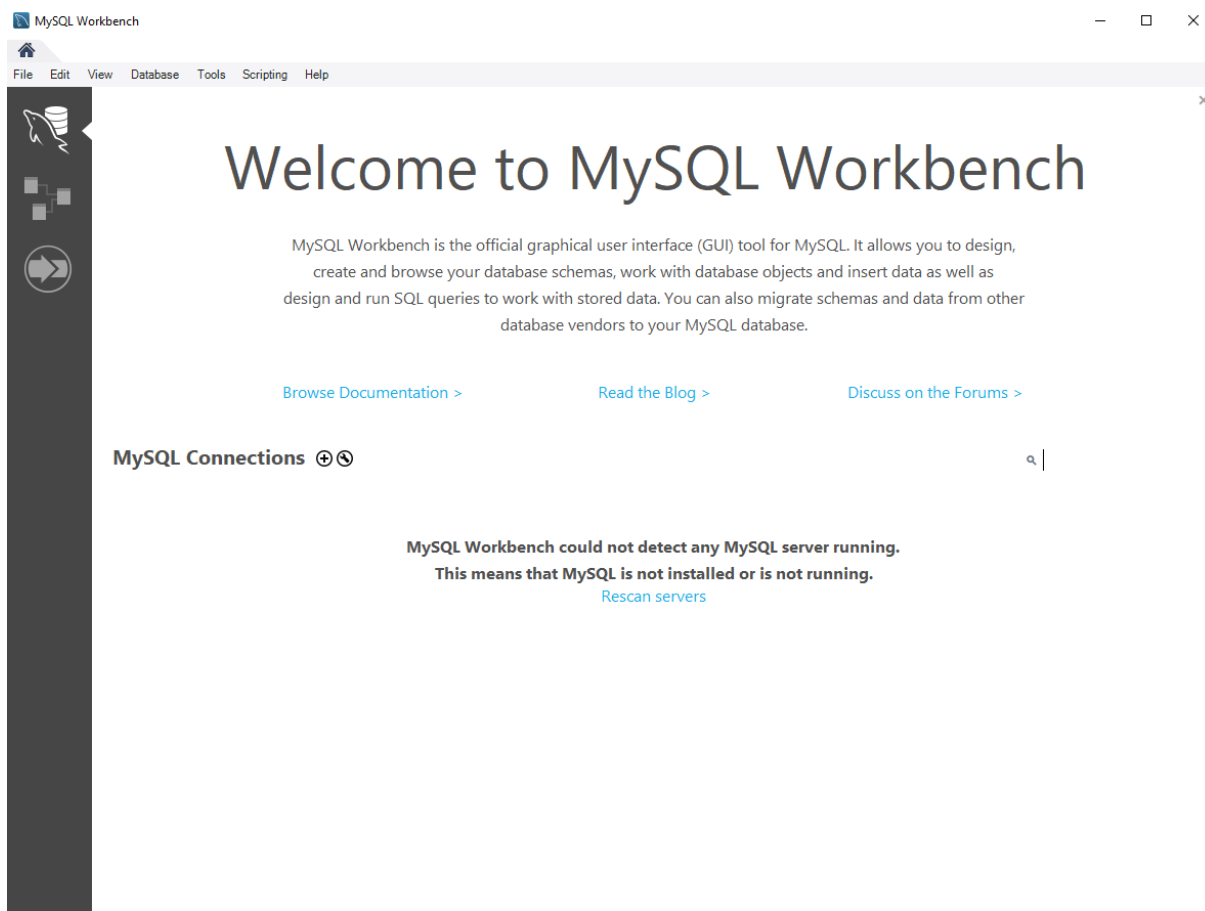 MySQL Workbench
File Edit View Database Tools Scripting Help
Welcome to MySQL Workbench
MySQL Workbench is the official graphical user interface (GUI) tool for MySQL. It allows you to design,
create and browse your database schemas, work with database objects and insert data as well as
design and run SQL queries to work with stored data. You can also migrate schemas and data from other
database vendors to your MySQL database.
Browse Documentation > Read the Blog > Discuss on the Forums >
MySQL Connections
MySQL Workbench could not detect any MySQL server running.
This means that MySQL is not installed or is not running.
Rescan servers